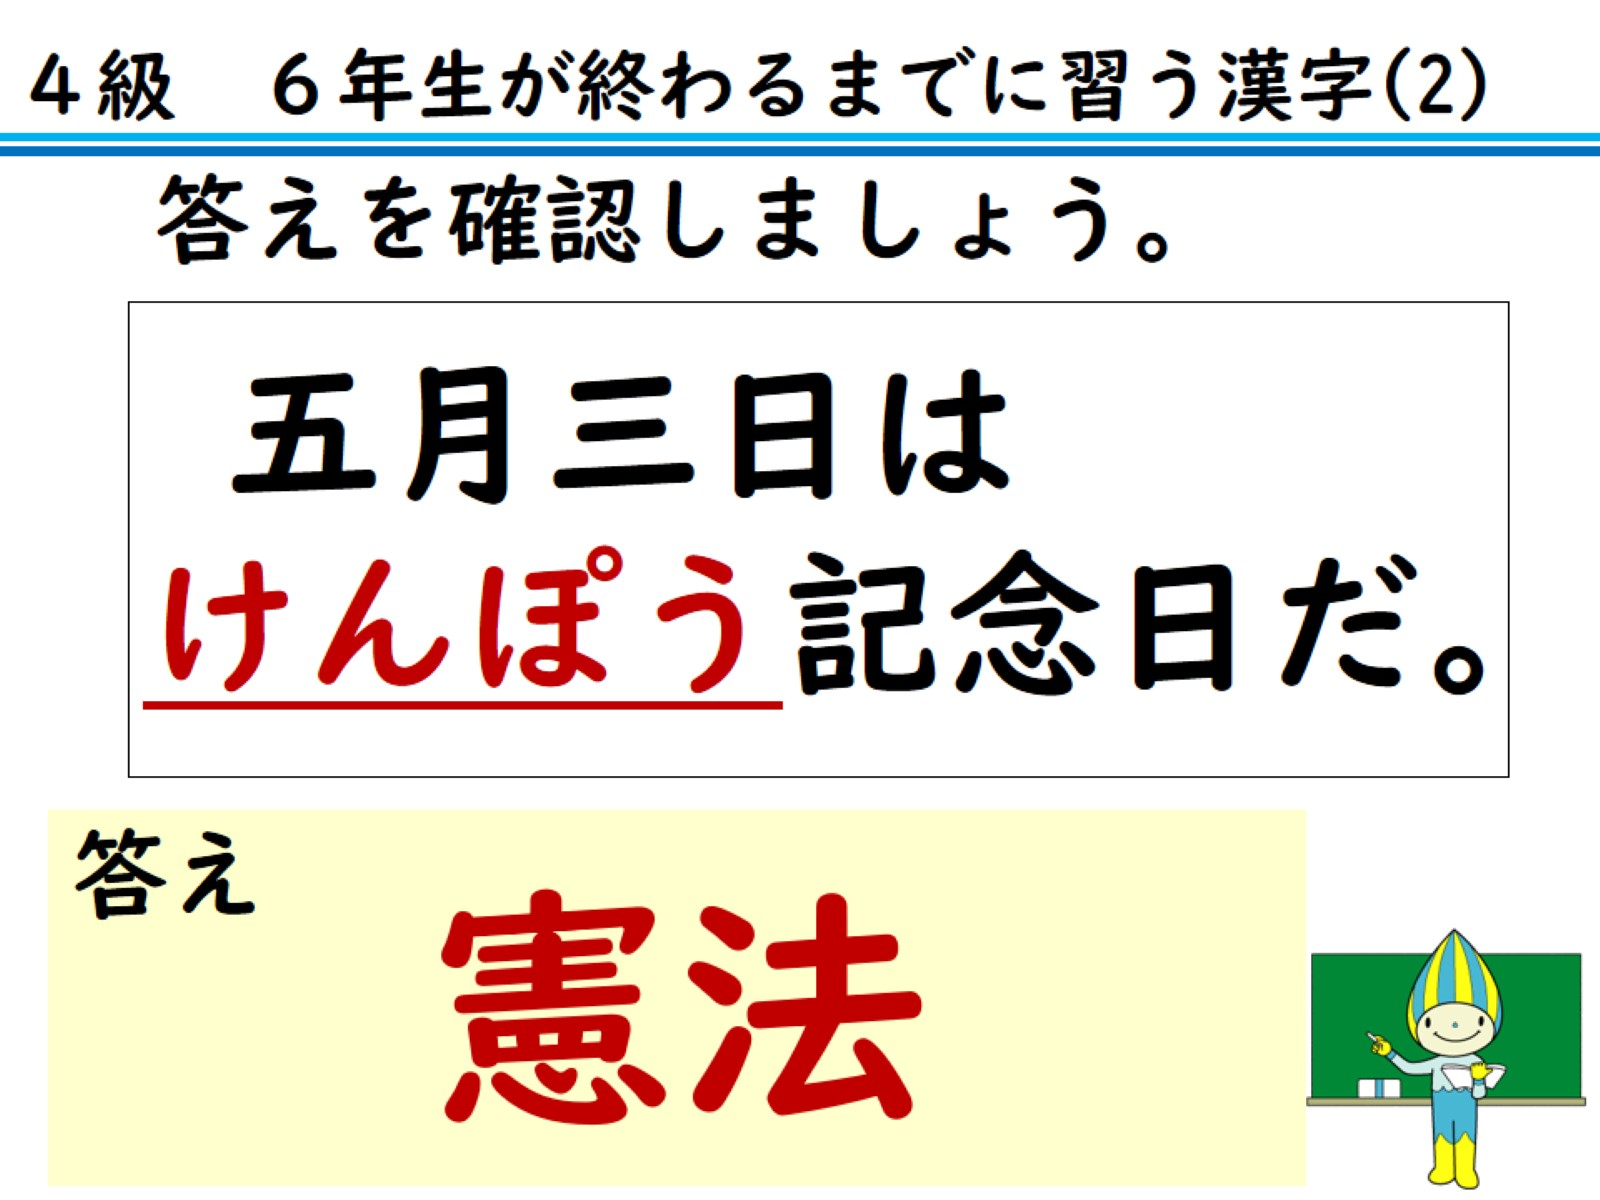 ４級　６年生が終わるまでに習う漢字(2)
答えを確認しましょう。
五月三日は
けんぽう記念日だ。
答え
憲法